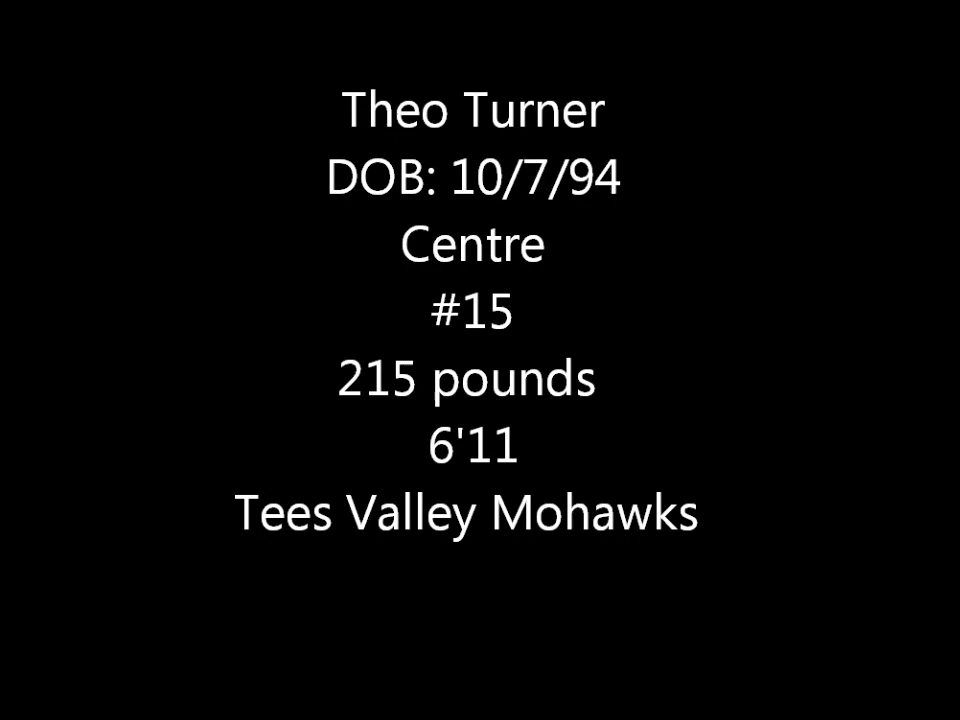 Theo Turner
DOB: 10/7/94
Centre
#15
215 pounds
6'11
Tees Valley Mohawks